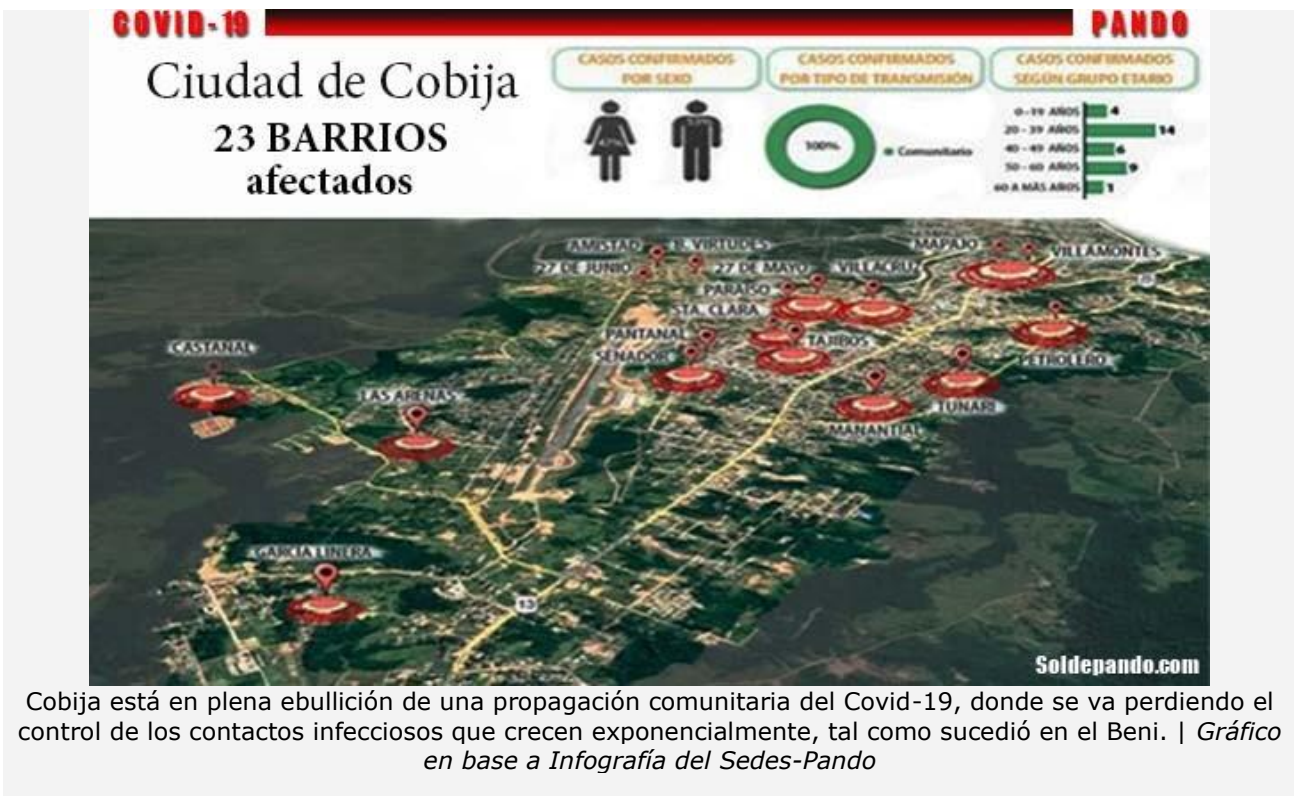 COVID-19 PANDO
Ciudad de Cobija
23 BARRIOS
afectados
CASOS CONFIRMADOS
POR SEXO
CASOS CONFIRMADOS
POR TIPO DE TRANSMISIÓN
CASOS CONFIRMADOS
SEGÚN GRUPO ETARIO
47%
100%
Comunitario
0-19 AÑOS 4
20-39 AÑOS 14
40-49 AÑOS 6
50-60 AÑOS 9
60 A MÁS AÑOS 1
AMISTAD
B. VIRTUDES
MAPAJO
VILLAMONTES
27 DE JUNIO
27 DE MAYO
VILLACRUZ
PARAISO
STA. CLARA
PANTANAL
TAJIBOS
SENADOR
PETROLERO
CASTAÑAL
LAS ARENAS
TUNARI
MANANTIAL
GARCIA LINERA
13
Soldepando.com
Cobija está en plena ebullición de una propagación comunitaria del Covid-19, donde se va perdiendo el
control de los contactos infecciosos que crecen exponencialmente, tal como sucedió en el Beni. | Gráfico
en base a Infografía del Sedes-Pando